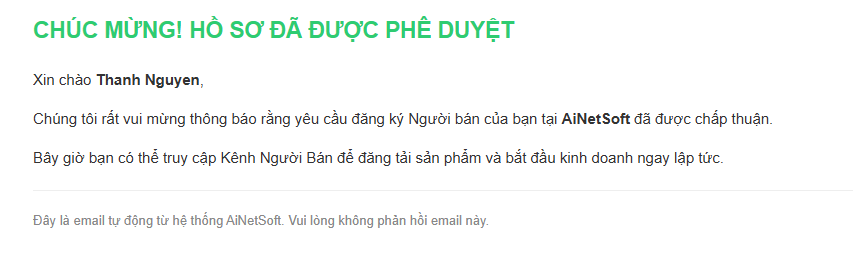 CHÚC MỪNG! HỒ SƠ ĐÃ ĐƯỢC PHÊ DUYỆT
Xin chào Thanh Nguyen,
Chúng tôi rất vui mừng thông báo rằng yêu cầu đăng ký Người bán của bạn tại AiNetSoft đã được chấp thuận.
Bây giờ bạn có thể truy cập Kênh Người Bán để đăng tải sản phẩm và bắt đầu kinh doanh ngay lập tức.
Đây là email tự động từ hệ thống AiNetSoft. Vui lòng không phản hồi email này.